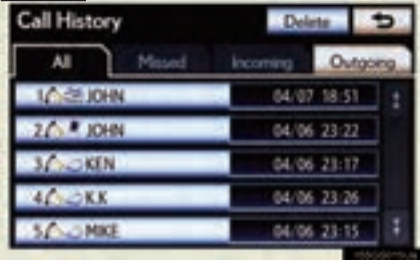 Call History Delete
All Missed Incoming Outgoing
1 JOHN 04/07 18:51
2 JOHN 04/06 23:22
3 KEN 04/06 23:17
4 K.K 04/06 23:26
5 MIKE 04/06 23:15